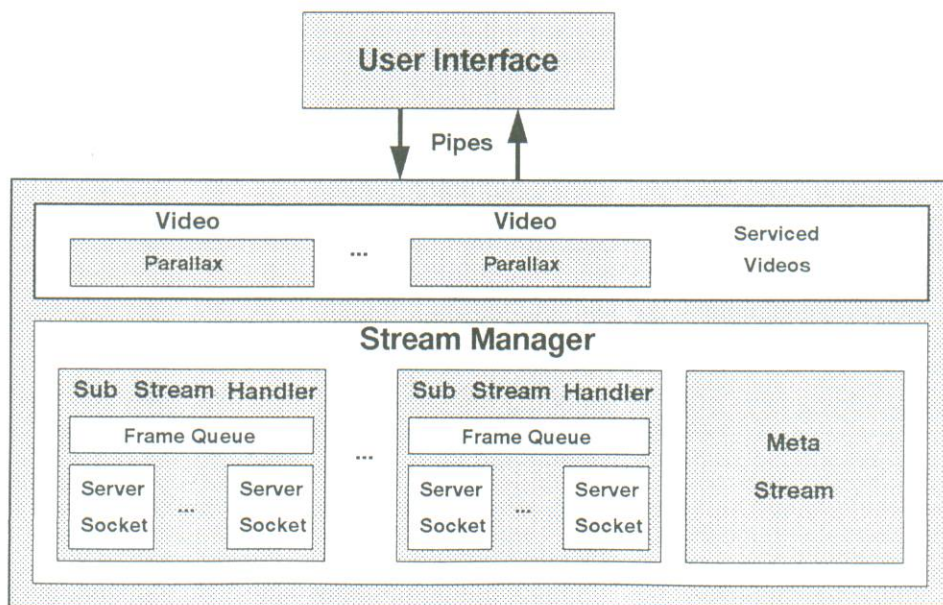 User Interface
Pipes
Video
Parallax
...
Video
Parallax
Serviced
Videos
Stream Manager
Sub Stream Handler
Frame Queue
Server
Socket
...
Server
Socket
...
Sub Stream Handler
Frame Queue
Server
Socket
...
Server
Socket
Meta
Stream